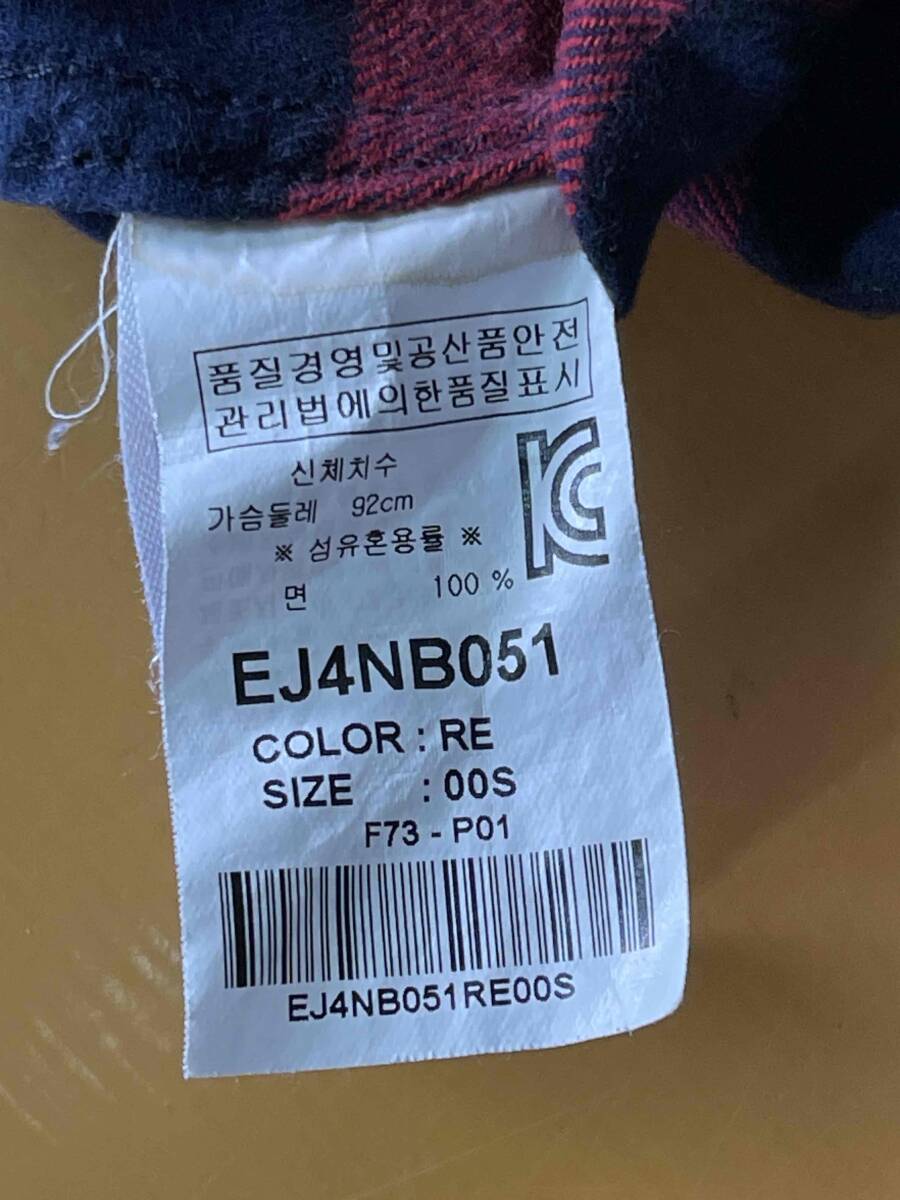 품질경영및공산품안전
관리법에의한품질표시
신체치수
가슴둘레 92cm
※ 섬유혼용률 ※
면 100 %
KC
EJ4NB051
COLOR : RE
SIZE : 00S
F73 - P01
EJ4NB051RE00S